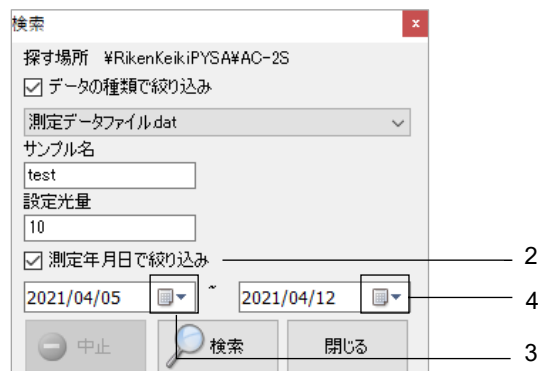 検索
x
探す場所 ¥RikenKeikiPYSA¥AC-2S
データの種類で絞り込み
測定データファイル.dat
サンプル名
test
設定光量
10
測定年月日で絞り込み 2
2021/04/05 ~ 2021/04/12 4
中止 検索 閉じる 3